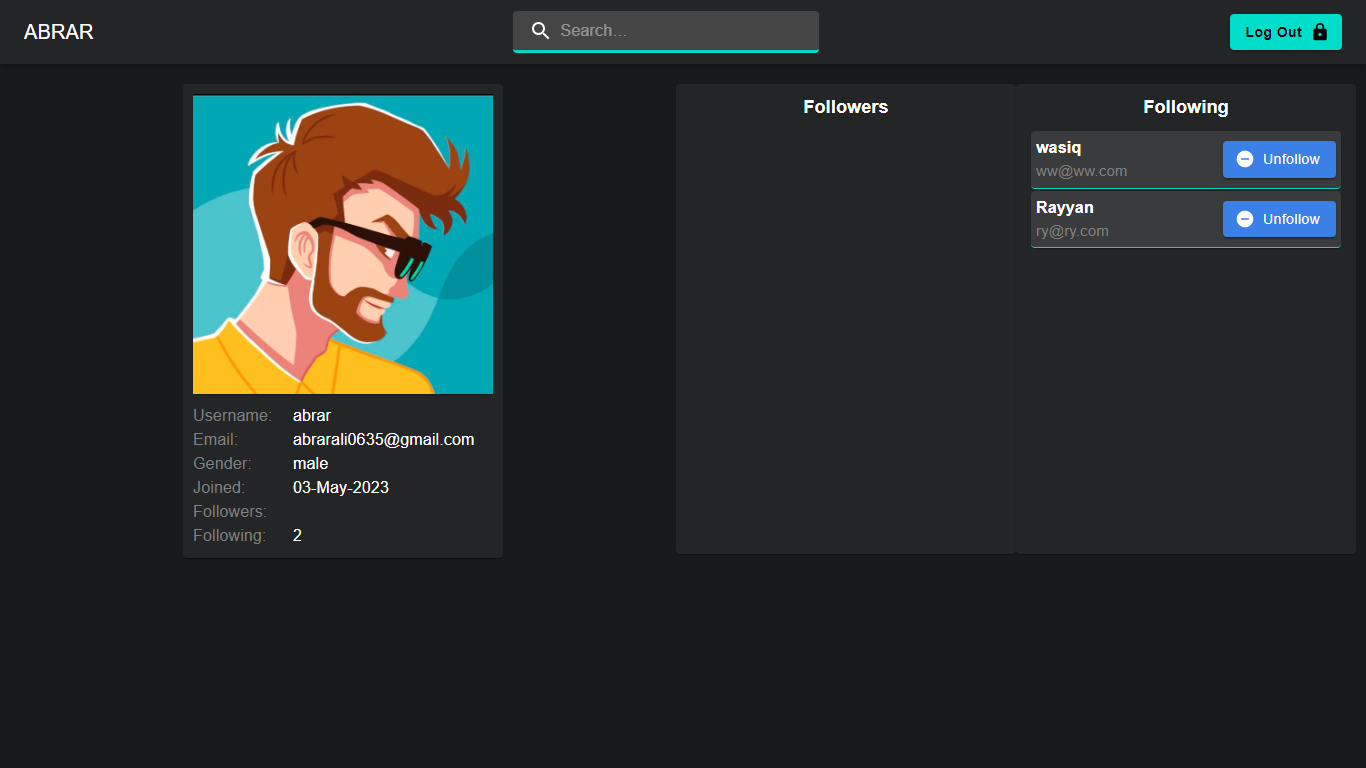 ABRAR
Search...
Log Out
Username: abrar
Email: abrarali0635@gmail.com
Gender: male
Joined: 03-May-2023
Followers:
Following: 2
Followers
Following
wasiq
ww@ww.com
Unfollow
Rayyan
ry@ry.com
Unfollow